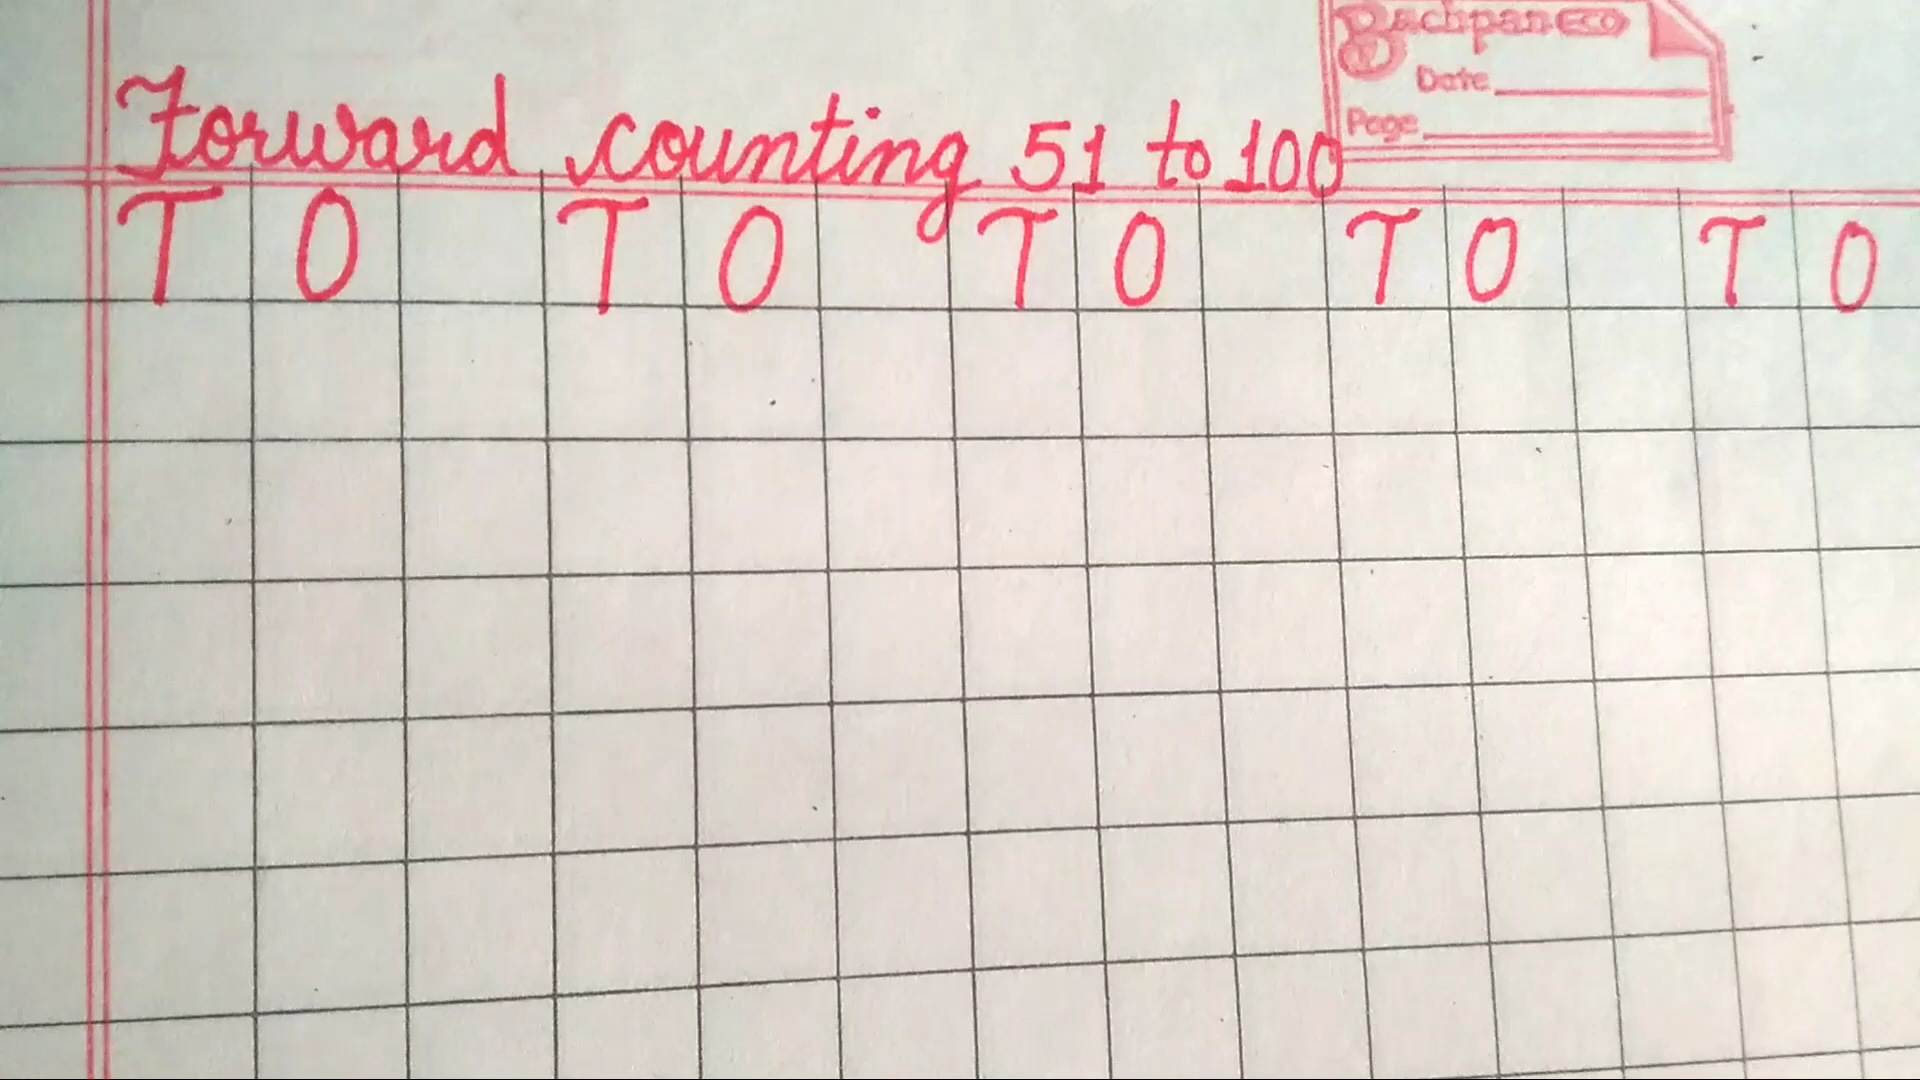 Bachpan ECO
Date
Page
Forward counting 51 to 100
T O T O T O T O T O